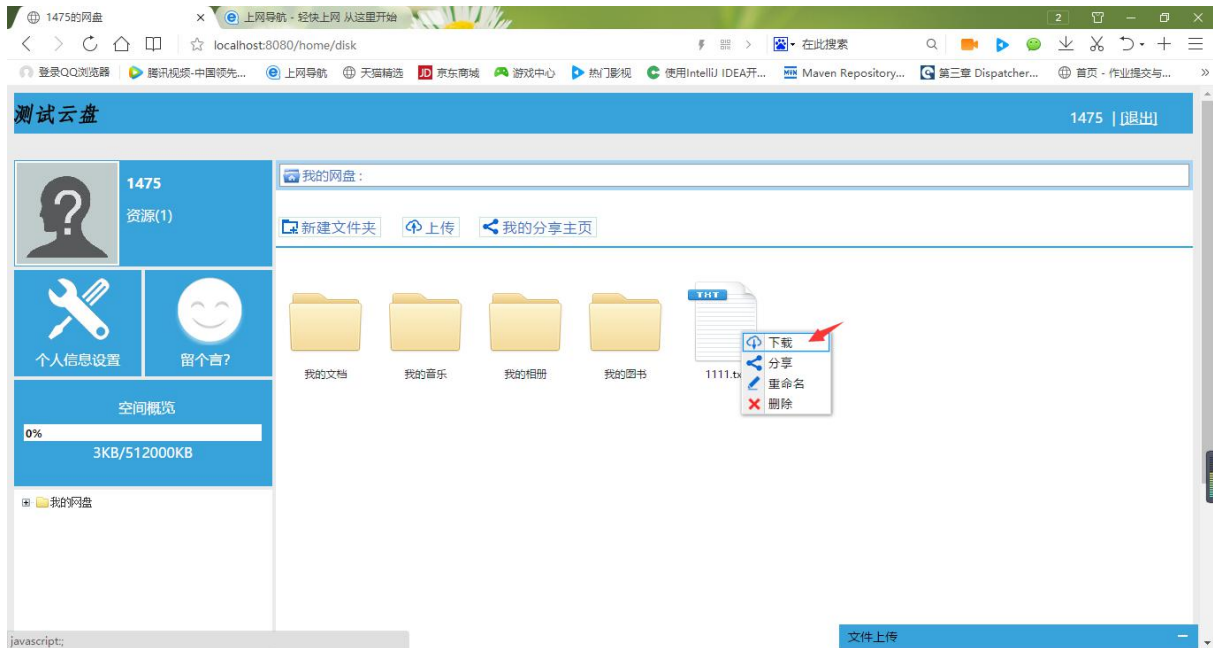 1475的网盘
上网导航 - 轻快上网 从这里开始
2
localhost:8080/home/disk
在此搜索
登录QQ浏览器 腾讯视频-中国领先... 上网导航 天猫精选 JD 京东商城 游戏中心 热门影视 使用IntelliJ IDEA开... MVN Maven Repository... 第三章 Dispatcher... 首页 - 作业提交与... »
测试云盘
1475 | [退出]
1475
资源(1)
我的网盘 :
新建文件夹 上传 我的分享主页
个人信息设置 留个言?
THT
下载
分享
重命名
删除
我的文档 我的音乐 我的相册 我的图书 1111.tx
空间概览
0%
3KB/512000KB
我的网盘
javascript:;
文件上传